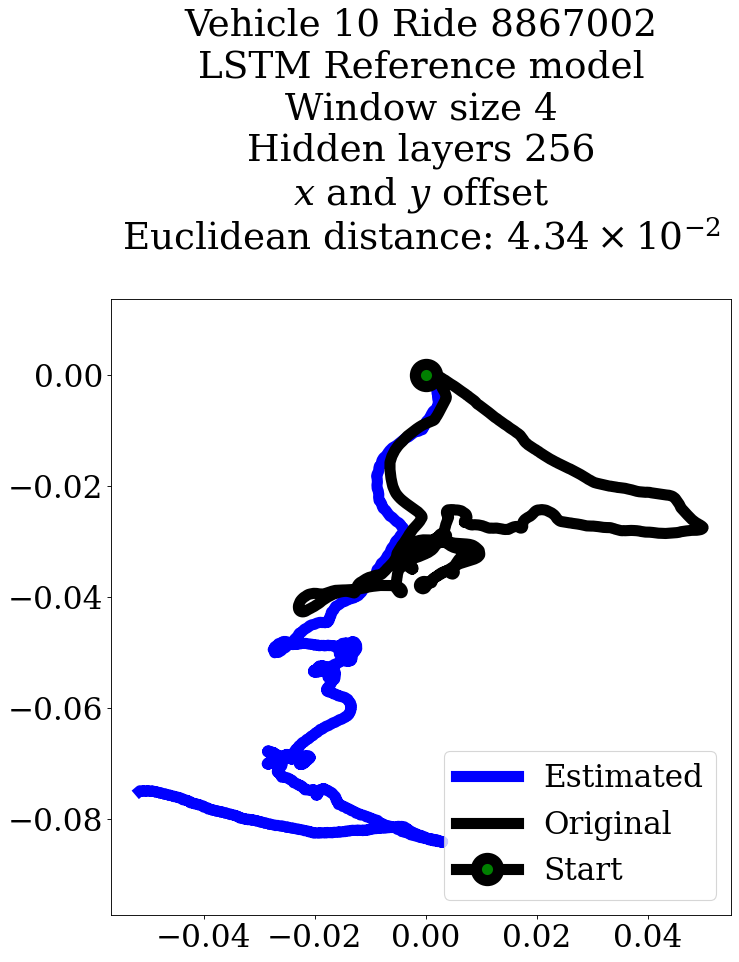 Vehicle 10 Ride 8867002
LSTM Reference model
Window size 4
Hidden layers 256
x and y offset
Euclidean distance: 4.34 × 10⁻²
0.00
−0.02
−0.04
−0.06
−0.08
Estimated
Original
Start
−0.04 −0.02 0.00 0.02 0.04